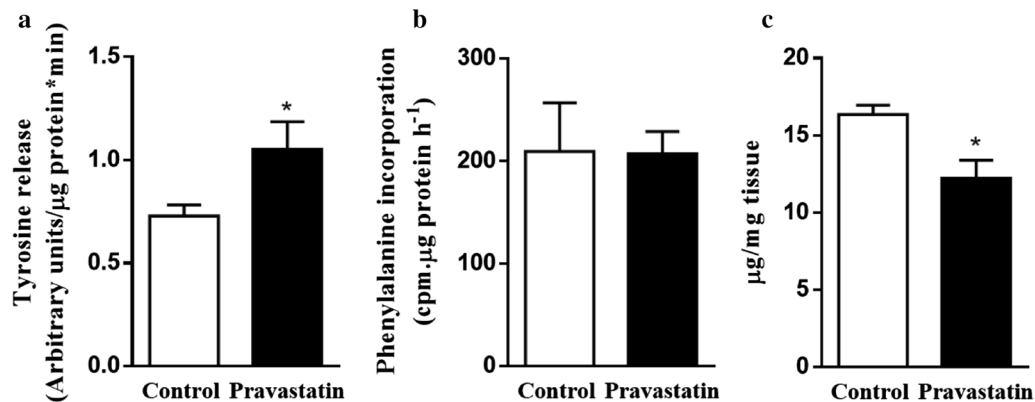 a
Tyrosine release
(Arbitrary units/µg protein*min)
1.5
1.0
0.5
0.0
*
Control Pravastatin
b
Phenylalanine incorporation
(cpm.µg protein h-1)
300
200
100
0
Control Pravastatin
c
µg/mg tissue
20
15
10
5
0
*
Control Pravastatin